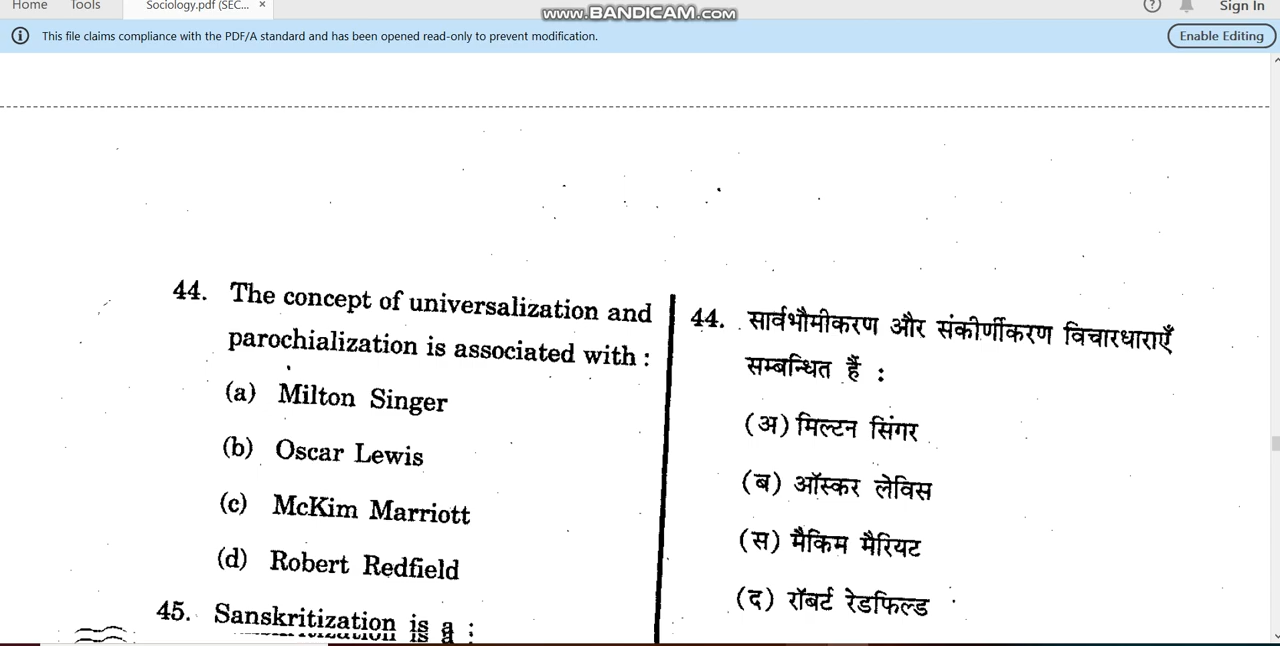 Home Tools Sociology.pdf (SEC... × www.BANDICAM.com ? Sign In
This file claims compliance with the PDF/A standard and has been opened read-only to prevent modification. Enable Editing
44. The concept of universalization and
parochialization is associated with :
(a) Milton Singer
(b) Oscar Lewis
(c) McKim Marriott
(d) Robert Redfield
45. Sanskritization is a :
44. सार्वभौमीकरण और संकीर्णीकरण विचारधाराएँ
सम्बन्धित हैं :
(अ) मिल्टन सिंगर
(ब) ऑस्कर लेविस
(स) मैकिम मैरियट
(द) रॉबर्ट रेडफिल्ड